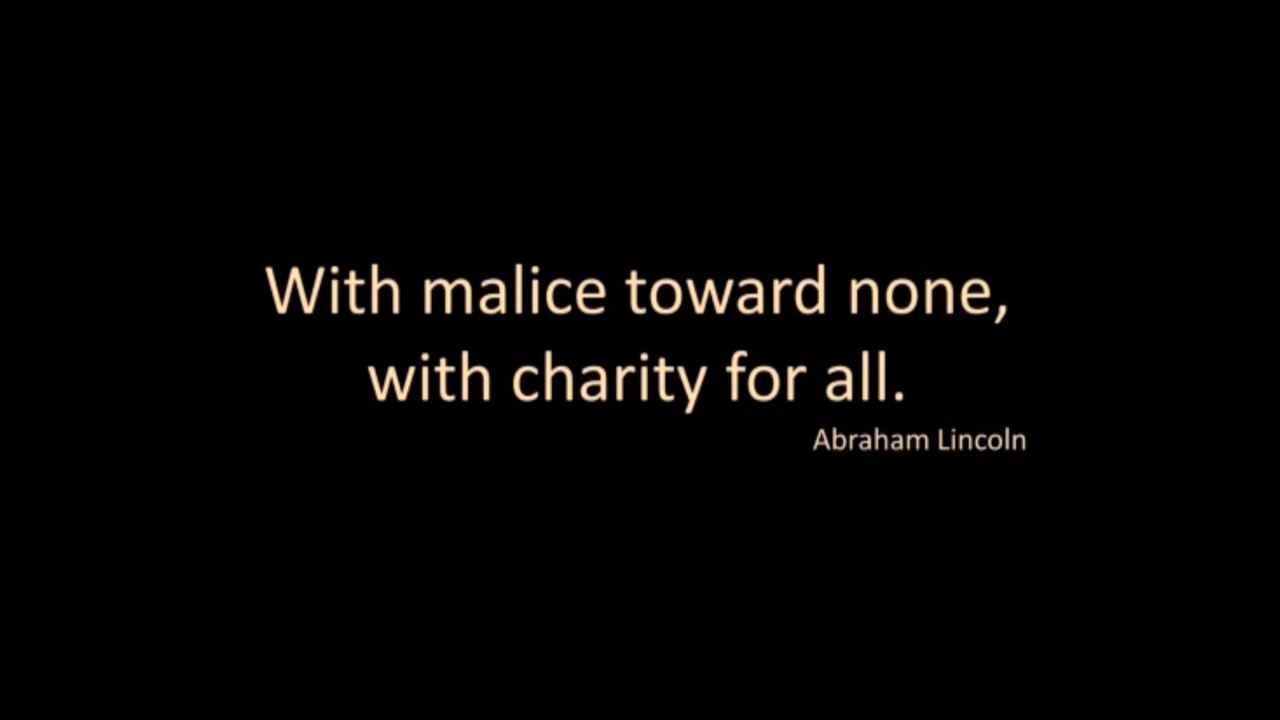 With malice toward none,
with charity for all.
Abraham Lincoln